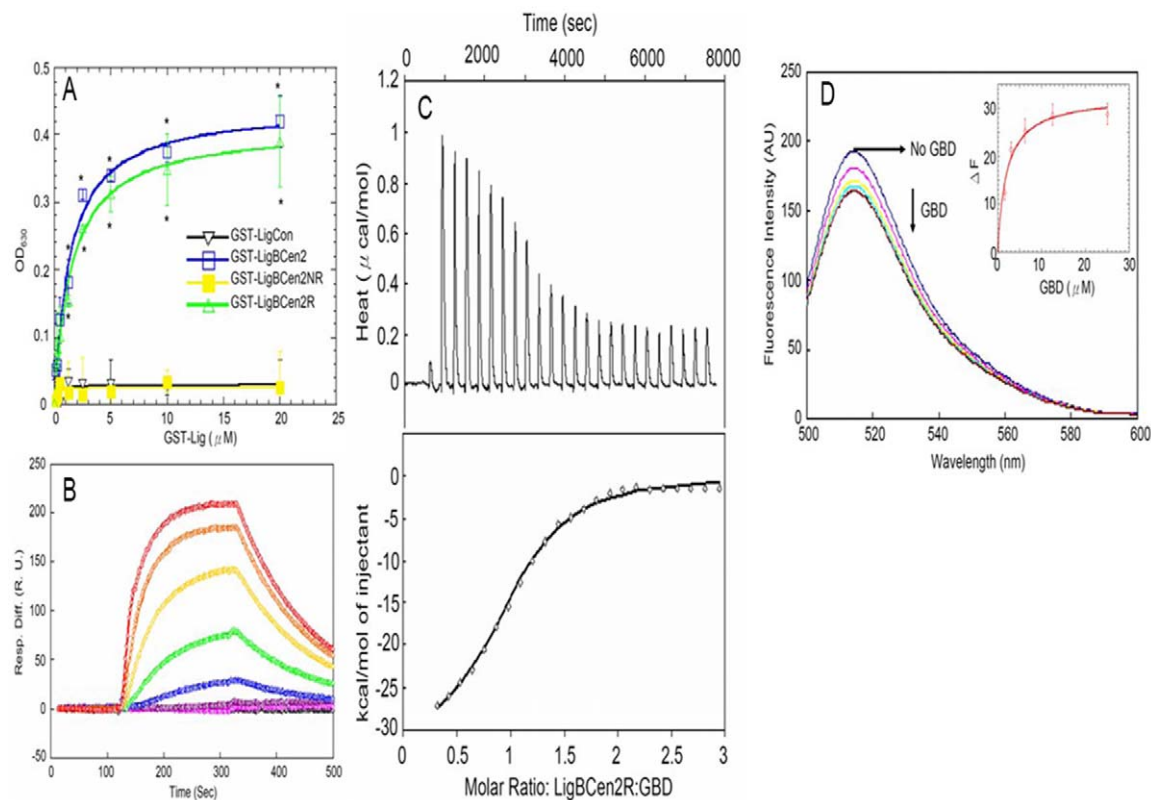 A
0.5
0.4
0.3
0.2
0.1
0
OD630
GST-LigCon
GST-LigBCen2
GST-LigBCen2NR
GST-LigBCen2R
* * * * * *
* * * * * *
0 5 10 15 20 25
GST-Lig (μM)
B
250
200
150
100
50
0
-50
Resp. Diff. (R. U.)
0 100 200 300 400 500
Time (Sec)
Time (sec)
0 2000 4000 6000 8000
C
1.2
1
0.8
0.6
0.4
0.2
0
Heat (μ cal/mol)
0
-5
-10
-15
-20
-25
-30
kcal/mol of injectant
0 0.5 1 1.5 2 2.5 3
Molar Ratio: LigBCen2R:GBD
D
250
200
150
100
50
0
Fluorescence Intensity (AU)
No GBD
GBD
500 520 540 560 580 600
Wavelength (nm)
30
20
10
0
ΔF
0 10 20 30
GBD (μM)